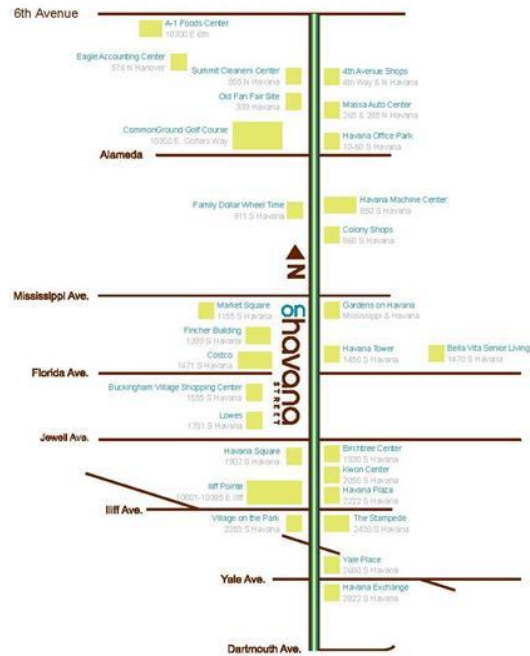 6th Avenue
A-1 Foods Center
10300 E 6th
Eagle Accounting Center
576 N Hanover
Summit Cleaners Center
555 N Havana
4th Avenue Shops
4th Way & N Havana
Old Fan Fair Site
333 Havana
Massa Auto Center
265 & 285 N Havana
CommonGround Golf Course
10300 E. Golfers Way
Havana Office Park
10-90 S Havana
Alameda
Family Dollar Wheel Time
911 S Havana
Havana Machine Center
850 S Havana
Colony Shops
860 S Havana
N
Mississippi Ave.
Market Square
1155 S Havana
Gardens on Havana
Mississippi & Havana
on havana
STREET
Fincher Building
1399 S Havana
Costco
1471 S Havana
Havana Tower
1450 S Havana
Bella Vita Senior Living
1470 S Havana
Florida Ave.
Buckingham Village Shopping Center
1555 S Havana
Lowes
1701 S Havana
Jewell Ave.
Havana Square
1907 S Havana
Birchtree Center
1930 S Havana
kwon Center
2050 S Havana
Iliff Pointe
10001-10395 E Iliff
Havana Plaza
2222 S Havana
Iliff Ave.
Village on the Park
2353 S Havana
The Stampede
2430 S Havana
Yale Place
2680 S Havana
Yale Ave.
Havana Exchange
2822 S Havana
Dartmouth Ave.